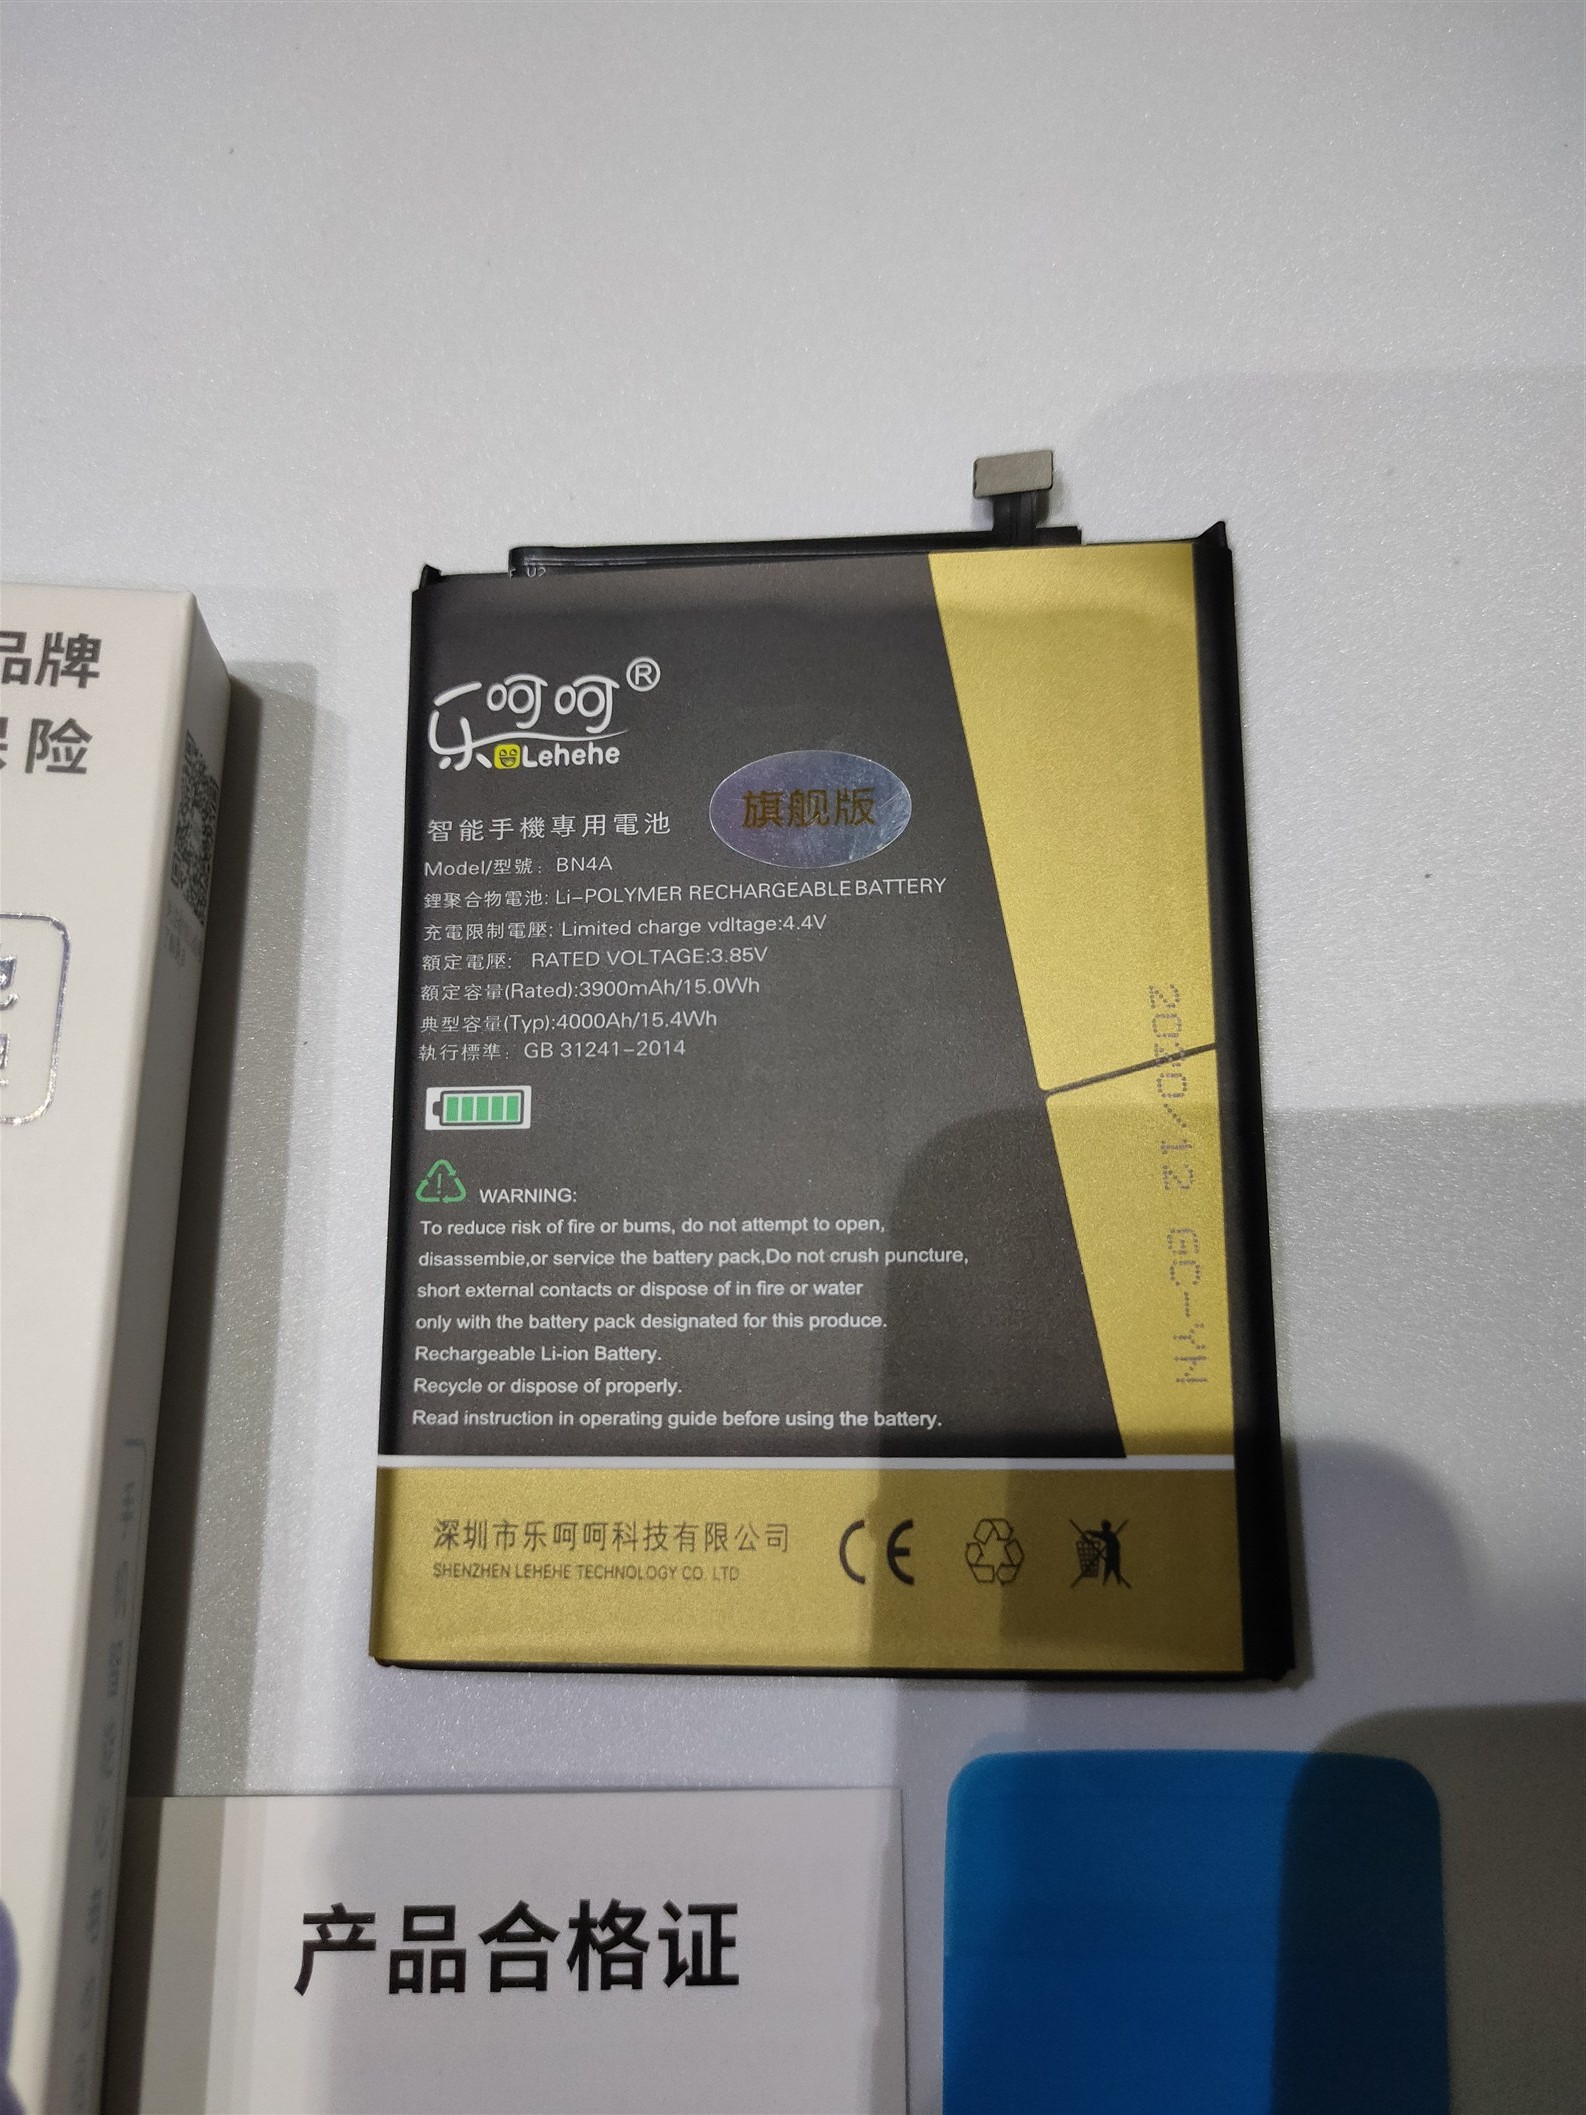 品牌
保险
U2
乐呵呵®
Lehehe
旗舰版
智能手機專用電池
Model/型號: BN4A
鋰聚合物電池: Li-POLYMER RECHARGEABLE BATTERY
充電限制電壓: Limited charge vdltage:4.4V
額定電壓: RATED VOLTAGE:3.85V
額定容量(Rated):3900mAh/15.0Wh
典型容量(Typ):4000Ah/15.4Wh
執行標準: GB 31241-2014
WARNING:
To reduce risk of fire or bums, do not attempt to open,
disassembie,or service the battery pack,Do not crush puncture,
short external contacts or dispose of in fire or water
only with the battery pack designated for this produce.
Rechargeable Li-ion Battery.
Recycle or dispose of properly.
Read instruction in operating guide before using the battery.
2020/12 GC-YH
深圳市乐呵呵科技有限公司
SHENZHEN LEHEHE TECHNOLOGY CO. LTD
CE
产品合格证